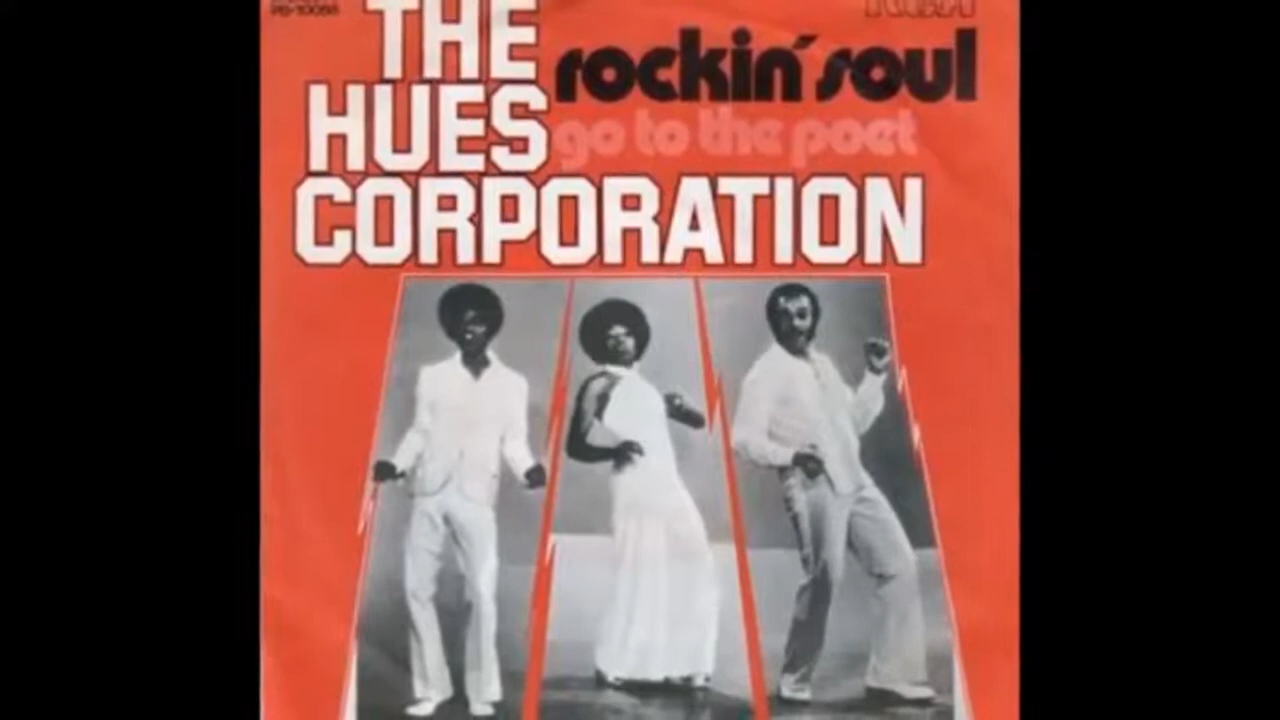 THE
HUES
CORPORATION
rockin' soul
go to the poet